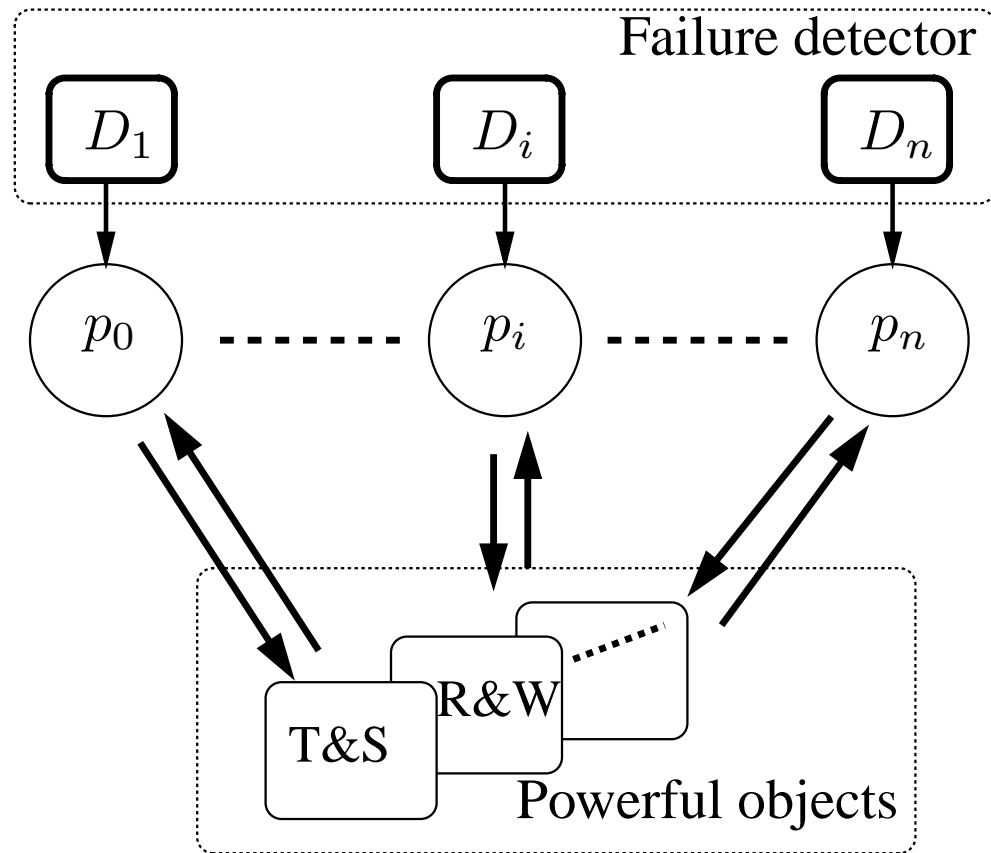 Failure detector
D₁ Dᵢ Dₙ
p₀ pᵢ pₙ
R&W
T&S
Powerful objects